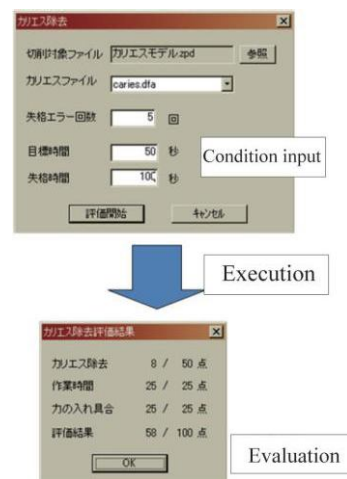 カリエス除去
切削対象ファイル カリエスモデル.zpd 参照
カリエスファイル caries.dfa
失格エラー回数 5 回
目標時間 50 秒
失格時間 100 秒
評価開始 キャンセル
Condition input
Execution
カリエス除去評価結果
カリエス除去 8 / 50 点
作業時間 25 / 25 点
力の入れ具合 25 / 25 点
評価結果 58 / 100 点
OK
Evaluation